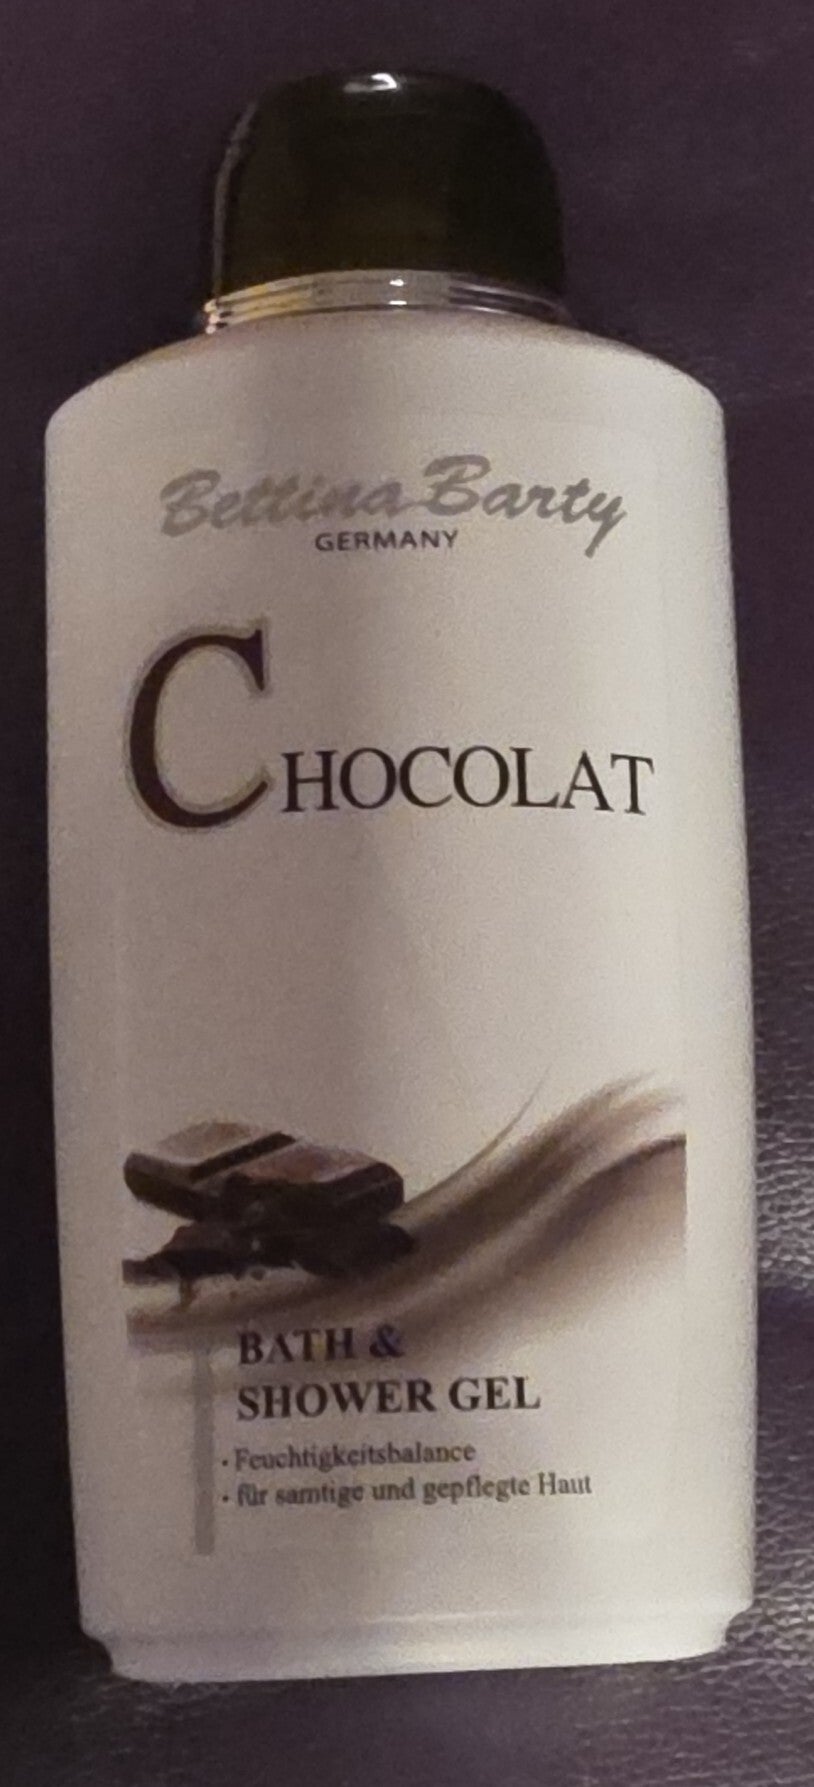 Bettina Barty
GERMANY
CHOCOLAT
BATH &
SHOWER GEL
· Feuchtigkeitsbalance
· für samtige und gepflegte Haut